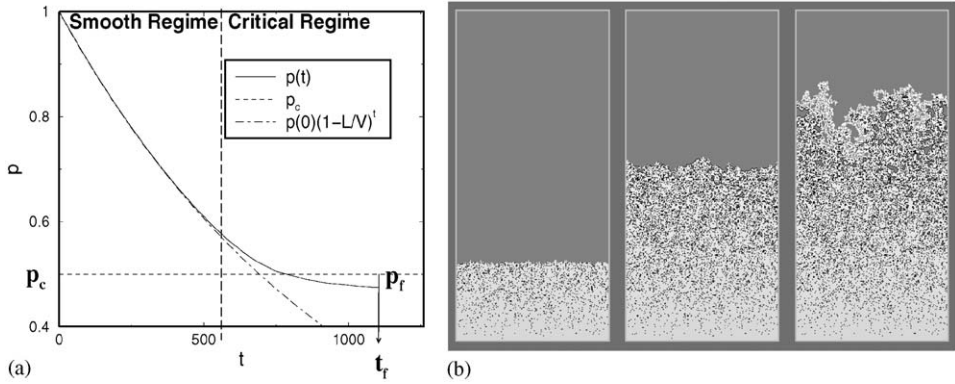 Smooth Regime Critical Regime
1
p(t)
p_c
p(0)(1-L/V)^t
0.8
p
0.6
p_c
p_f
0.4
0
500
1000
t
t_f
(a)
(b)